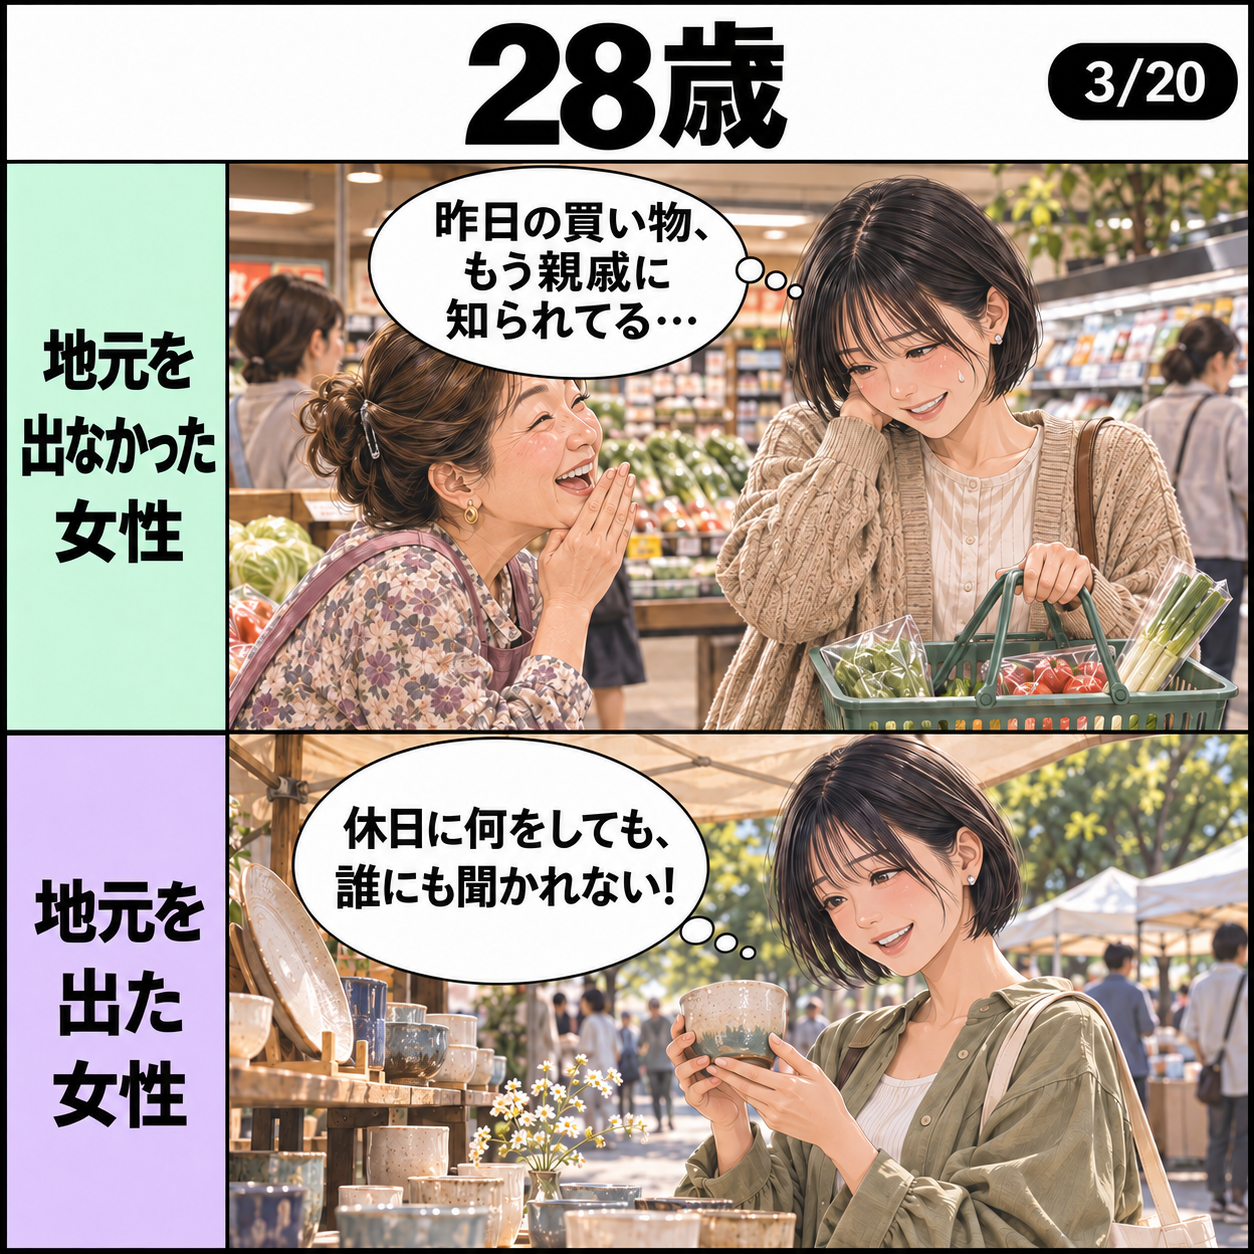 28歳
3/20
地元を
出なかった
女性
昨日の買い物、
もう親戚に
知られてる…
地元を
出た
女性
休日に何をしても、
誰にも聞かれない!